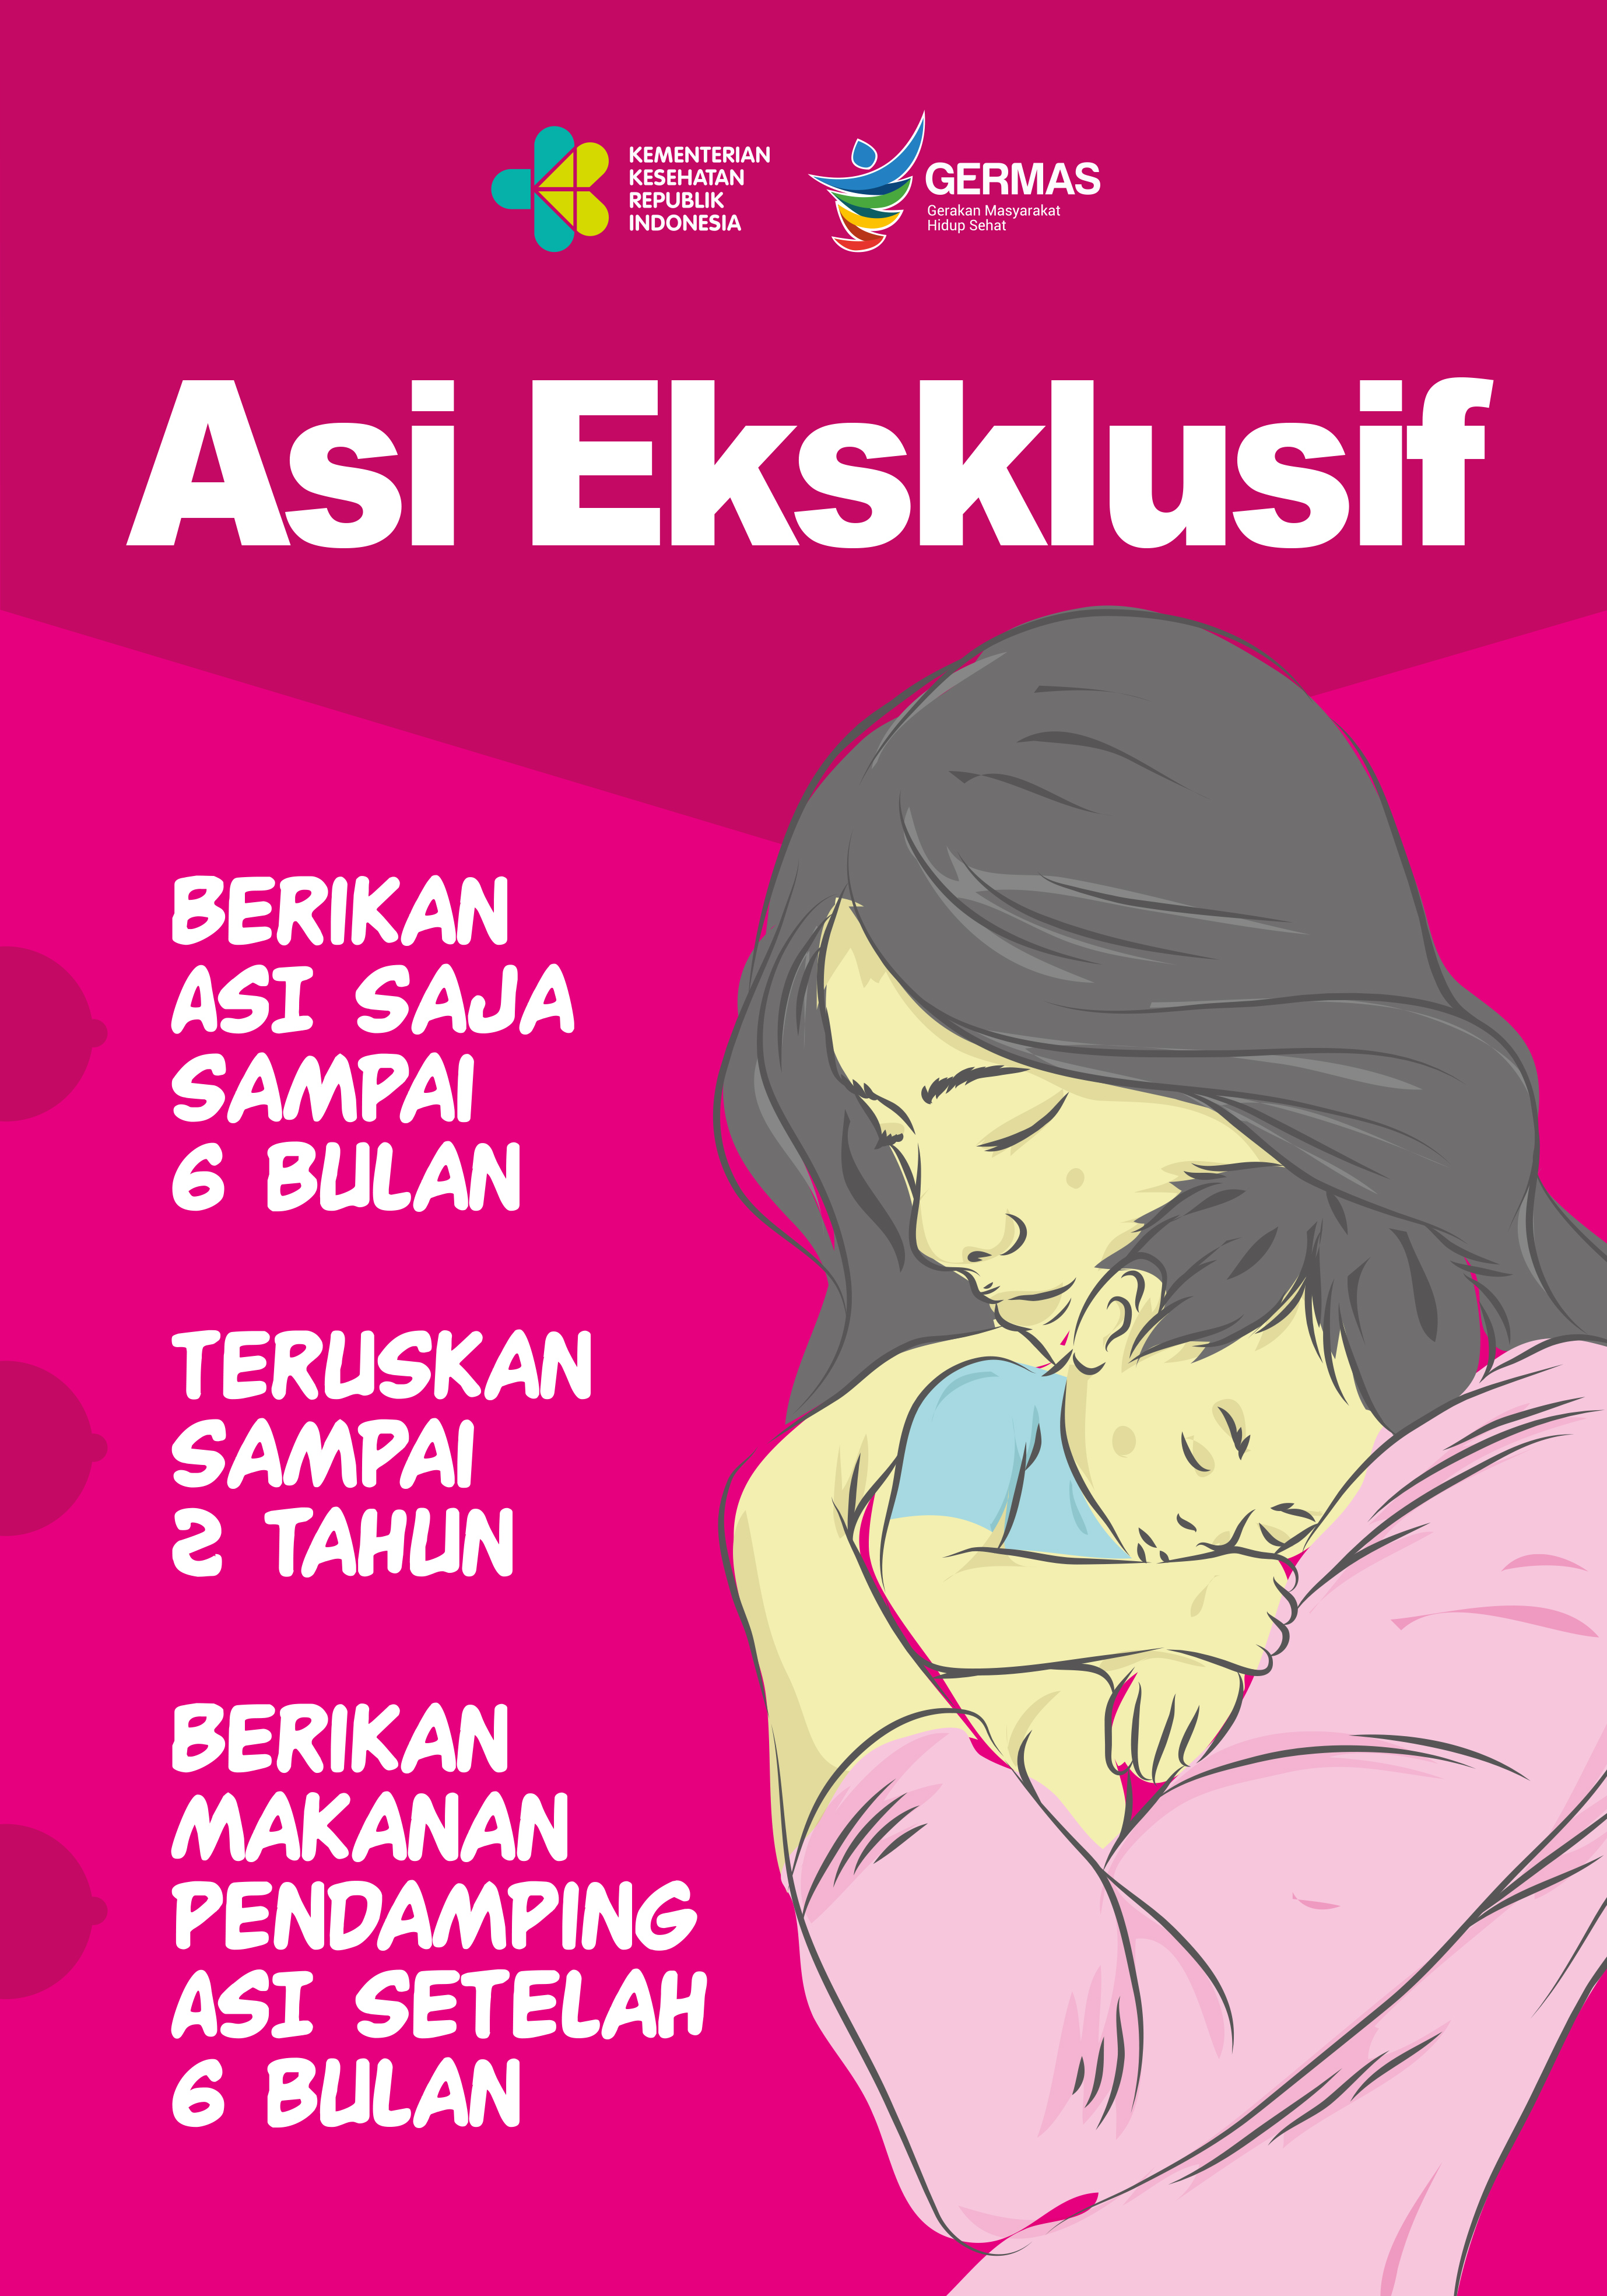 KEMENTERIAN
KESEHATAN
REPUBLIK
INDONESIA
GERMAS
Gerakan Masyarakat
Hidup Sehat
Asi Eksklusif
BERIKAN
ASI SAJA
SAMPAI
6 BULAN
TERUSKAN
SAMPAI
2 TAHUN
BERIKAN
MAKANAN
PENDAMPING
ASI SETELAH
6 BULAN